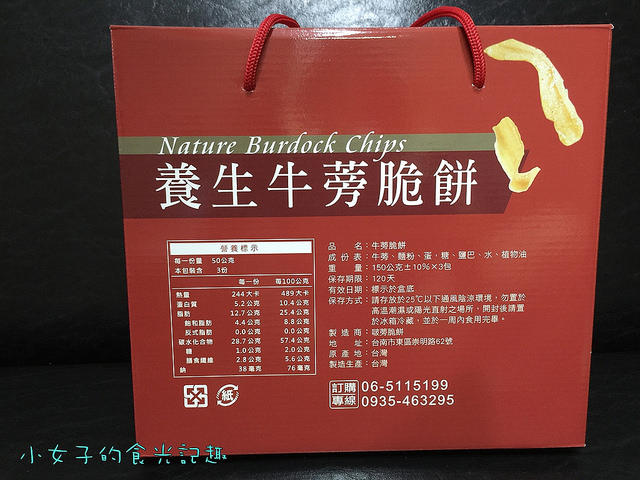 Nature Burdock Chips
養生牛蒡脆餅
營養標示
每一份量 50公克
本包裝含 3份
每一份 每100公克
熱量 244大卡 489大卡
蛋白質 5.2公克 10.4公克
脂肪 12.7公克 25.4公克
飽和脂肪 4.4公克 8.8公克
反式脂肪 0.0公克 0.0公克
碳水化合物 28.7公克 57.4公克
糖 1.0公克 2.0公克
膳食纖維 2.8公克 5.6公克
鈉 38毫克 76毫克
品 名：牛蒡脆餅
成 份 表：牛蒡、麵粉、蛋，糖、鹽巴、水、植物油
重 量：150公克±10%×3包
保存期限：120天
有效日期：標示於盒底
保存方式：請存放於25℃以下通風陰涼環境，勿置於
高溫潮濕或陽光直射之場所，開封後請置
於冰箱冷藏，並於一周內食用完畢。
製 造 商：啵蒡脆餅
地 址：台南市東區崇明路62號
原 產 地：台灣
製造生產：台灣
訂購專線 06-5115199
0935-463295
紙
小女子的食光記趣